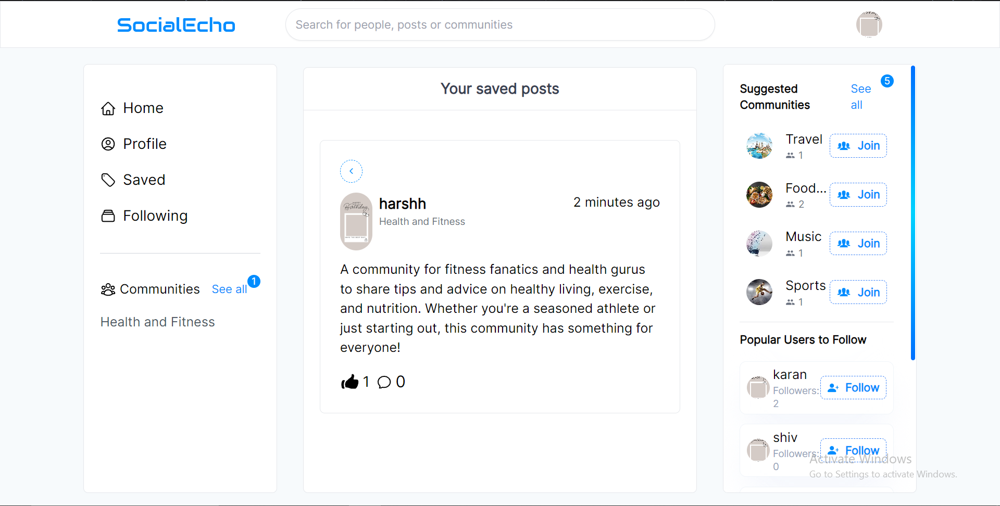 SocialEcho
Search for people, posts or communities
Home
Profile
Saved
Following
Communities
See all
1
Health and Fitness
Your saved posts
HAPPY
Birthday
harshh
2 minutes ago
Health and Fitness
A community for fitness fanatics and health gurus
to share tips and advice on healthy living, exercise,
and nutrition. Whether you're a seasoned athlete or
just starting out, this community has something for
everyone!
1
0
Suggested
Communities
See
all
5
Travel
1
Join
Food...
2
Join
Music
1
Join
Sports
1
Join
Popular Users to Follow
karan
Followers:
2
Follow
shiv
Followers:
0
Follow
Activate Windows
Go to Settings to activate Windows.